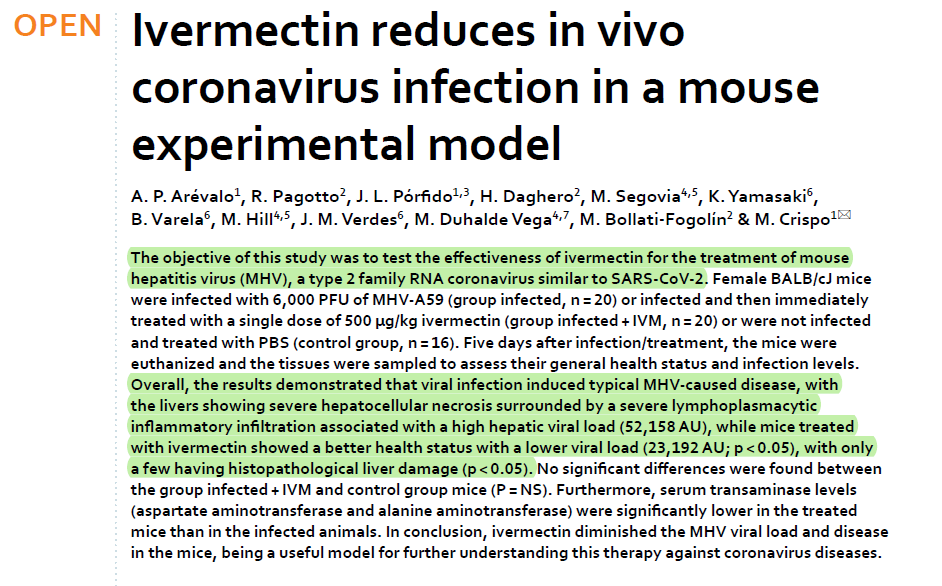 OPEN
Ivermectin reduces in vivo
coronavirus infection in a mouse
experimental model
A. P. Arévalo1, R. Pagotto2, J. L. Pórfido1,3, H. Daghero2, M. Segovia4,5, K. Yamasaki6,
B. Varela6, M. Hill4,5, J. M. Verdes6, M. Duhalde Vega4,7, M. Bollati-Fogolín2 & M. Crispo1✉
The objective of this study was to test the effectiveness of ivermectin for the treatment of mouse
hepatitis virus (MHV), a type 2 family RNA coronavirus similar to SARS-CoV-2. Female BALB/cJ mice
were infected with 6,000 PFU of MHV-A59 (group infected, n = 20) or infected and then immediately
treated with a single dose of 500 µg/kg ivermectin (group infected + IVM, n = 20) or were not infected
and treated with PBS (control group, n = 16). Five days after infection/treatment, the mice were
euthanized and the tissues were sampled to assess their general health status and infection levels.
Overall, the results demonstrated that viral infection induced typical MHV-caused disease, with
the livers showing severe hepatocellular necrosis surrounded by a severe lymphoplasmacytic
inflammatory infiltration associated with a high hepatic viral load (52,158 AU), while mice treated
with ivermectin showed a better health status with a lower viral load (23,192 AU; p < 0.05), with only
a few having histopathological liver damage (p < 0.05). No significant differences were found between
the group infected + IVM and control group mice (P = NS). Furthermore, serum transaminase levels
(aspartate aminotransferase and alanine aminotransferase) were significantly lower in the treated
mice than in the infected animals. In conclusion, ivermectin diminished the MHV viral load and disease
in the mice, being a useful model for further understanding this therapy against coronavirus diseases.